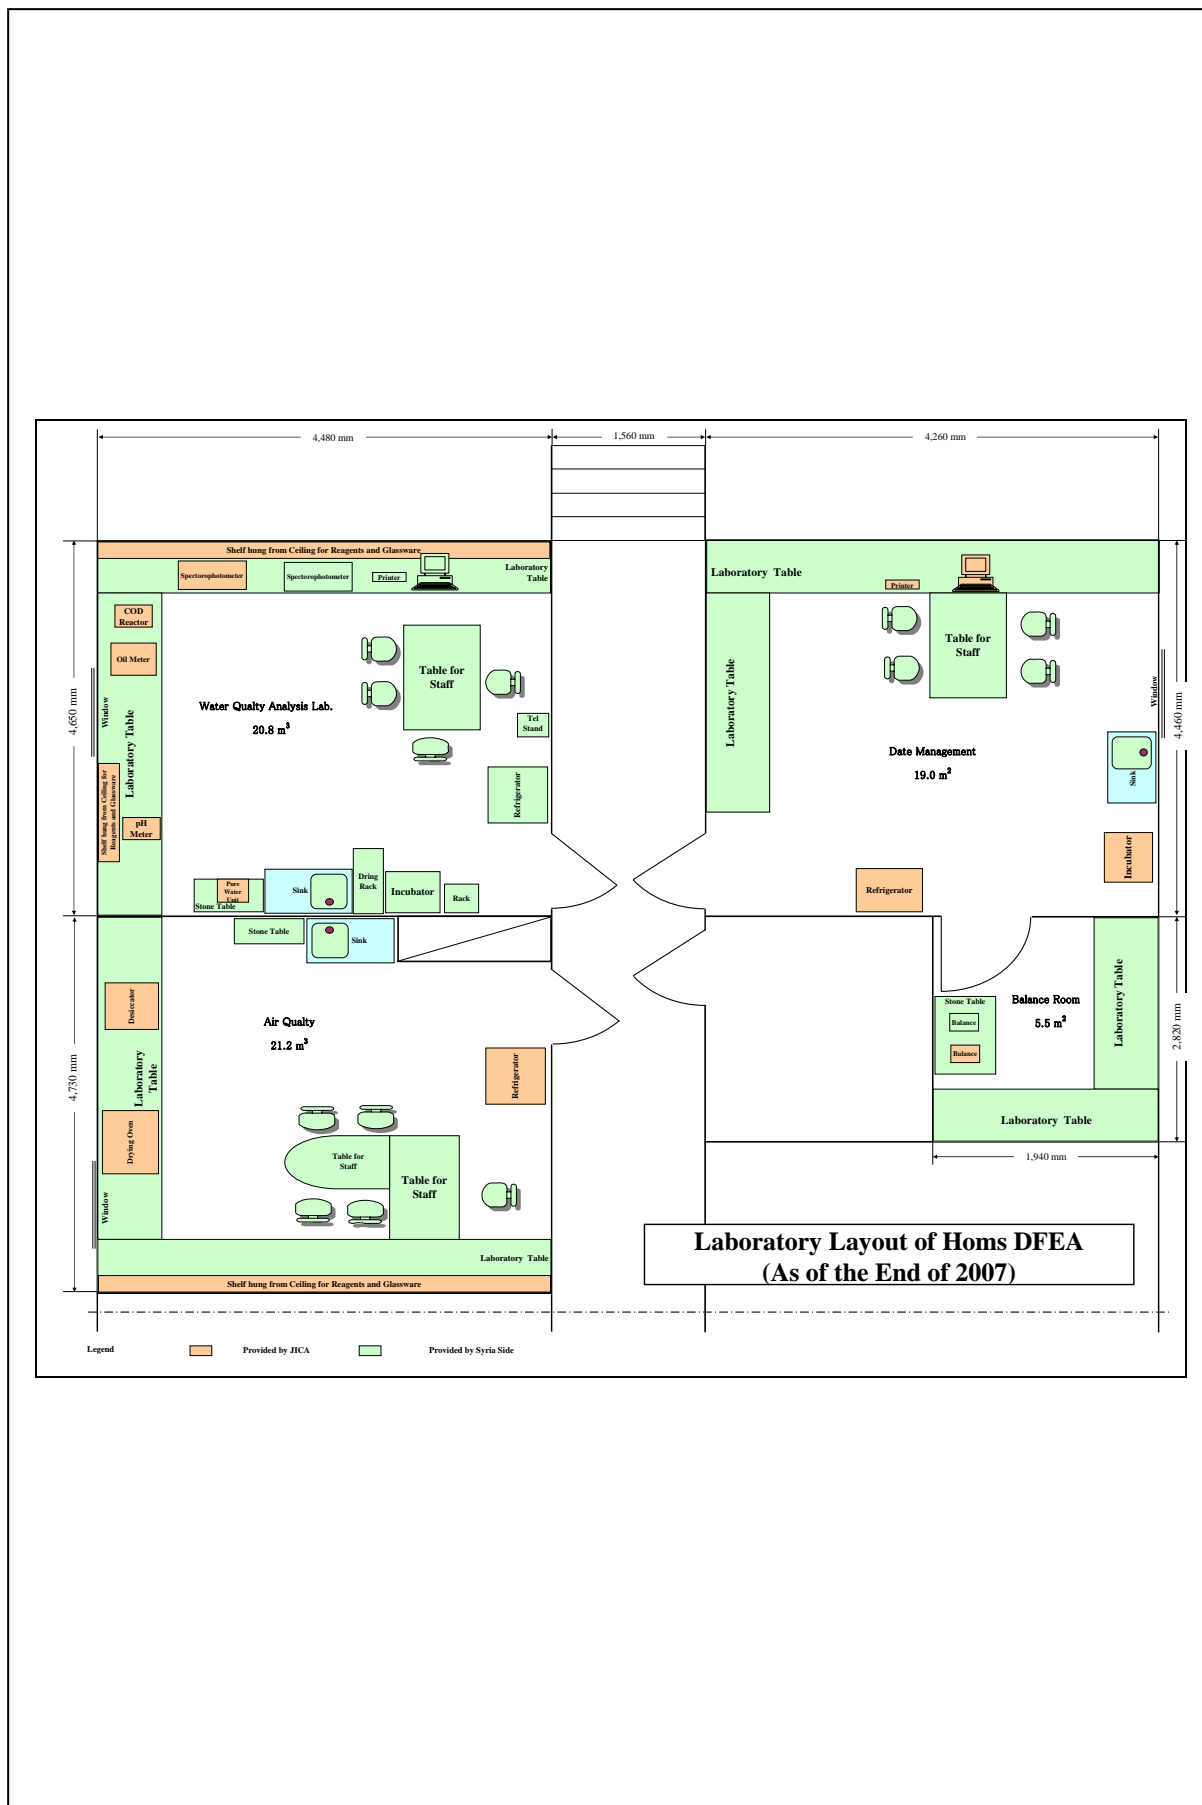 4,480 mm
1,560 mm
4,260 mm
Shelf hung from Ceiling for Reagents and Glassware
Spectorophotometer
Spectorophotometer
Printer
Laboratory
Table
COD
Reactor
Oil Meter
Window
Laboratory Table
4,650 mm
Shelf hung from Ceiling for
Reagents and Glassware
pH
Meter
Water Qualty Analysis Lab.
20.8 m3
Table for
Staff
Tel
Stand
Refrigerator
Pure
Water
Unit
Stone Table
Sink
Dring
Rack
Incubator
Rack
Laboratory Table
Printer
Laboratory Table
Table for
Staff
Window
4,460 mm
Date Management
19.0 m2
Sink
Incubator
Refrigerator
Stone Table
Sink
Desiccator
Air Qualty
21.2 m3
Laboratory
Table
4,730 mm
Drying Oven
Window
Refrigerator
Table for
Staff
Table for
Staff
Laboratory Table
Shelf hung from Ceiling for Reagents and Glassware
Stone Table
Balance
Balance
Balance Room
5.5 m2
Laboratory Table
2,820 mm
Laboratory Table
1,940 mm
Laboratory Layout of Homs DFEA
(As of the End of 2007)
Legend
Provided by JICA
Provided by Syria Side